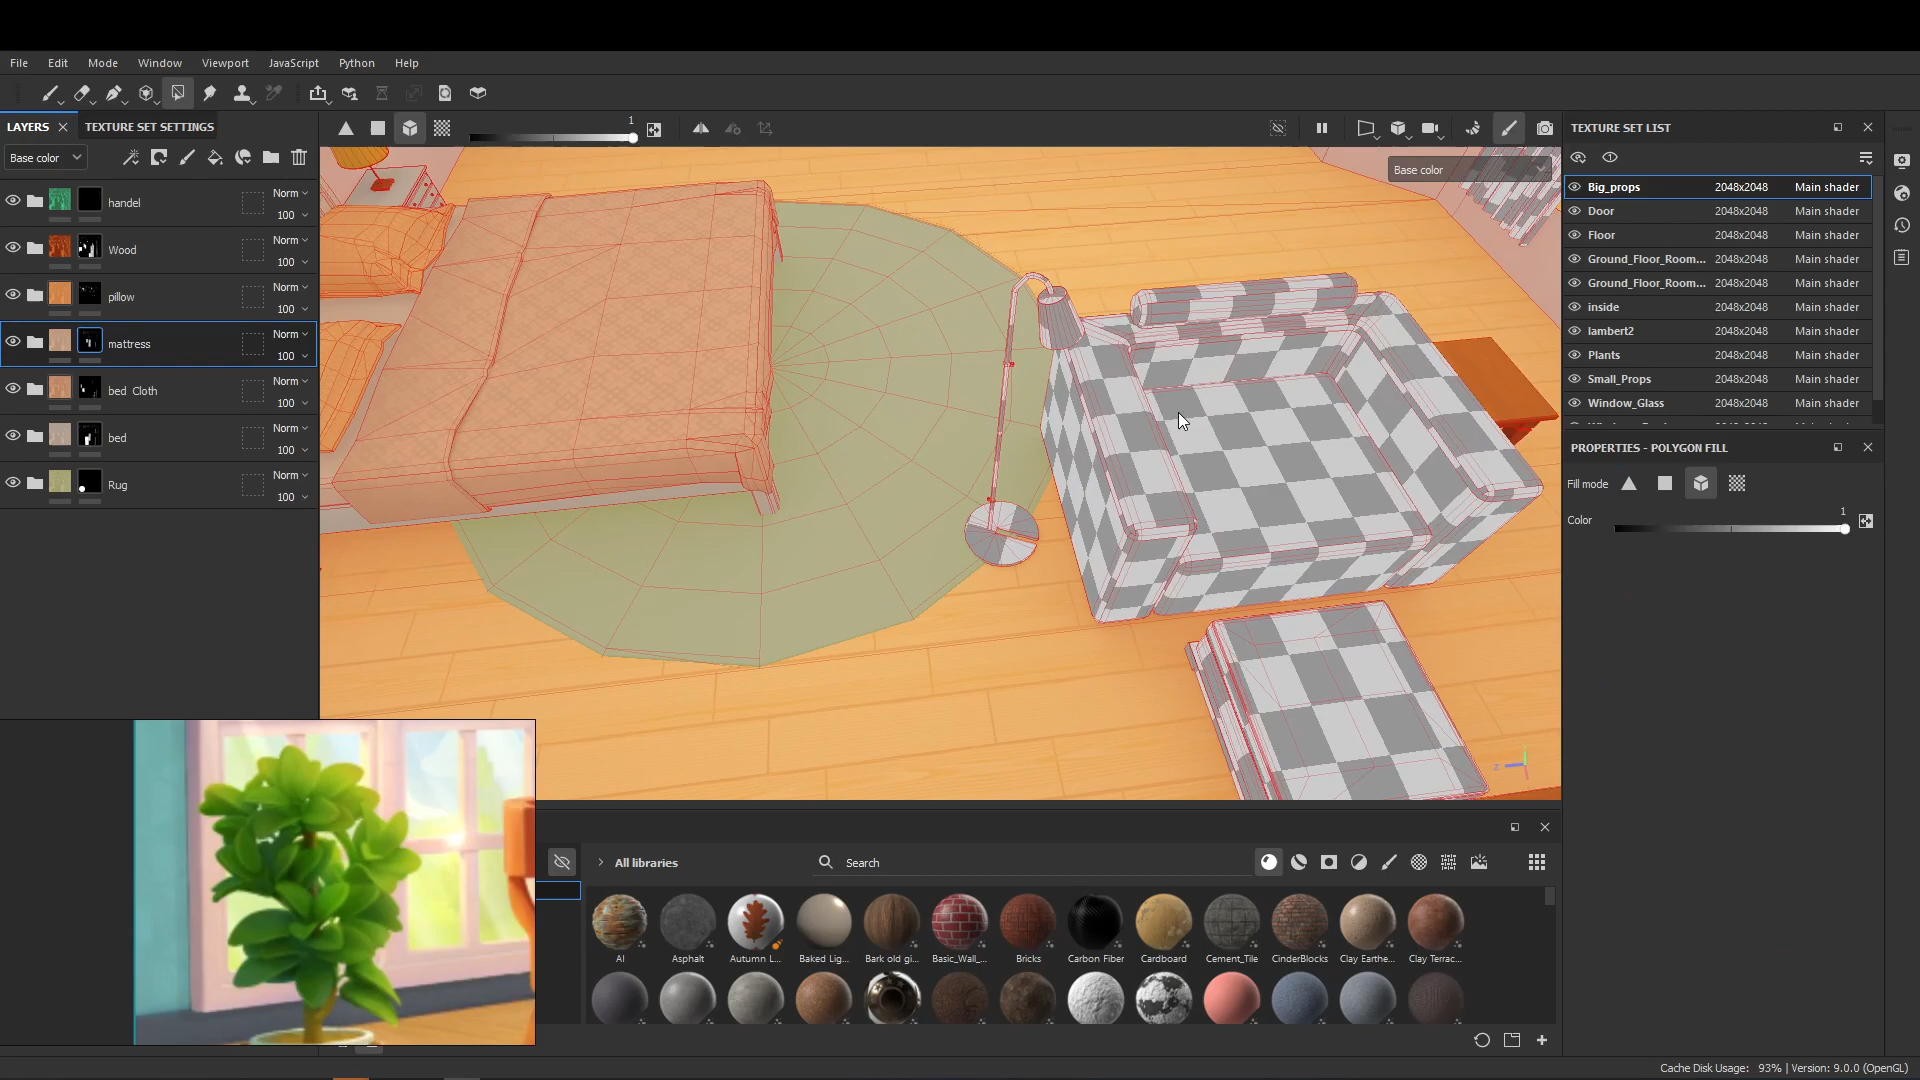 File Edit Mode Window Viewport JavaScript Python Help
LAYERS TEXTURE SET SETTINGS
1
TEXTURE SET LIST
Base color
Base color
handel Norm
100
Wood Norm
100
pillow Norm
100
mattress Norm
100
bed Cloth Norm
100
bed Norm
100
Rug Norm
100
Big_props 2048x2048 Main shader
Door 2048x2048 Main shader
Floor 2048x2048 Main shader
Ground_Floor_Room... 2048x2048 Main shader
Ground_Floor_Room... 2048x2048 Main shader
inside 2048x2048 Main shader
lambert2 2048x2048 Main shader
Plants 2048x2048 Main shader
Small_Props 2048x2048 Main shader
Window_Glass 2048x2048 Main shader
PROPERTIES - POLYGON FILL
Fill mode
Color 1
All libraries Search
AI Asphalt Autumn L... Baked Lig... Bark old gi... Basic_Wall_... Bricks Carbon Fiber Cardboard Cement_Tile CinderBlocks Clay Earthe... Clay Terrac...
Cache Disk Usage: 93% | Version: 9.0.0 (OpenGL)